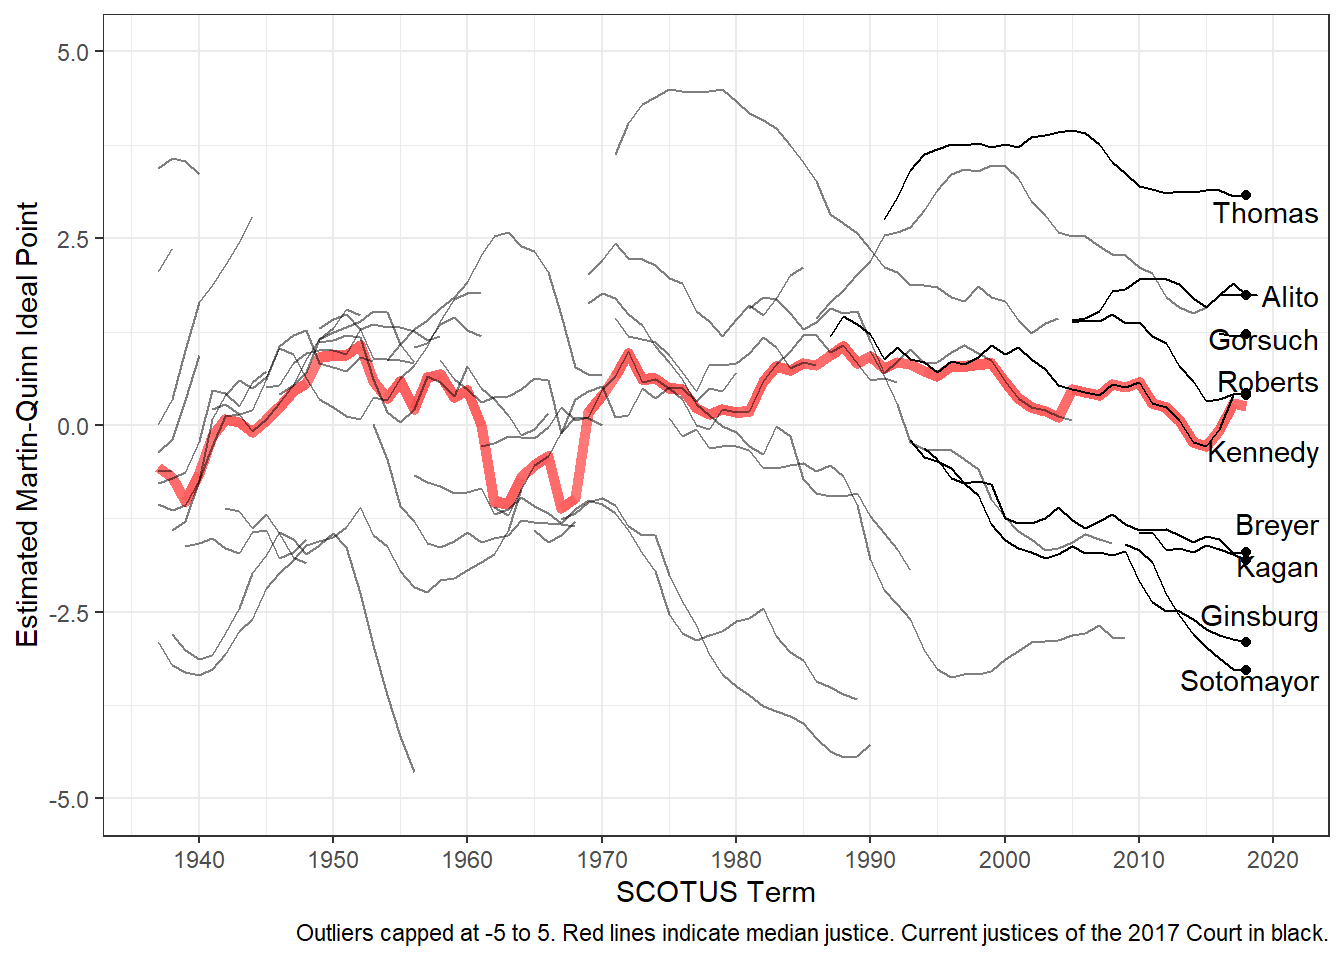 5.0
2.5
0.0
-2.5
-5.0
Estimated Martin-Quinn Ideal Point
Thomas
Alito
Gorsuch
Roberts
Kennedy
Breyer
Kagan
Ginsburg
Sotomayor
1940 1950 1960 1970 1980 1990 2000 2010 2020
SCOTUS Term
Outliers capped at -5 to 5. Red lines indicate median justice. Current justices of the 2017 Court in black.